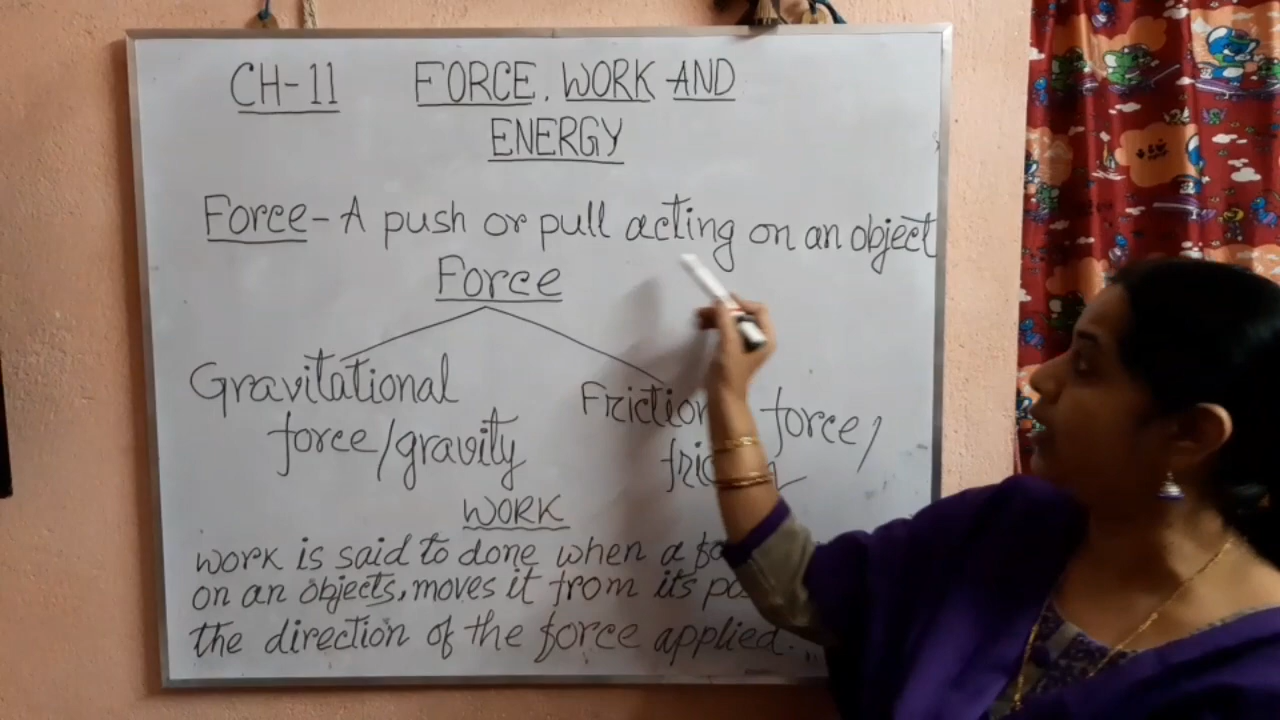 CH-11 FORCE, WORK AND
ENERGY
Force - A push or pull acting on an object
Force
Gravitational
force/gravity
force/
WORK
Work is said to done when a
on an objects, moves it from its
the direction of the force applied.